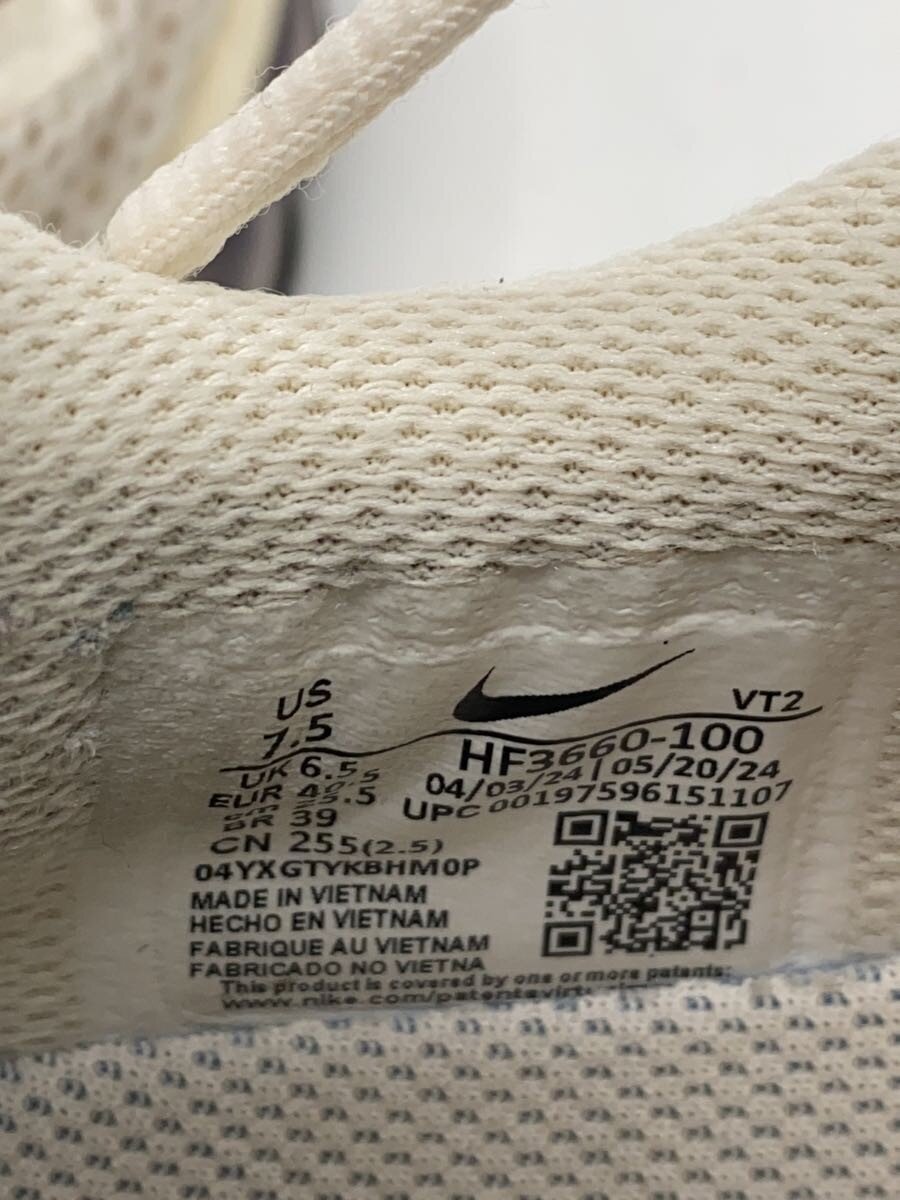 US
7.5
UK 6.5
EUR 40.5
BR 39
CN 255(2.5)
04YXGTYKBHM0P
MADE IN VIETNAM
HECHO EN VIETNAM
FABRIQUE AU VIETNAM
FABRICADO NO VIETNA
VT2
HF3660-100
04/03/24 | 05/20/24
UPC 00197596151107
This product is covered by one or more patents: